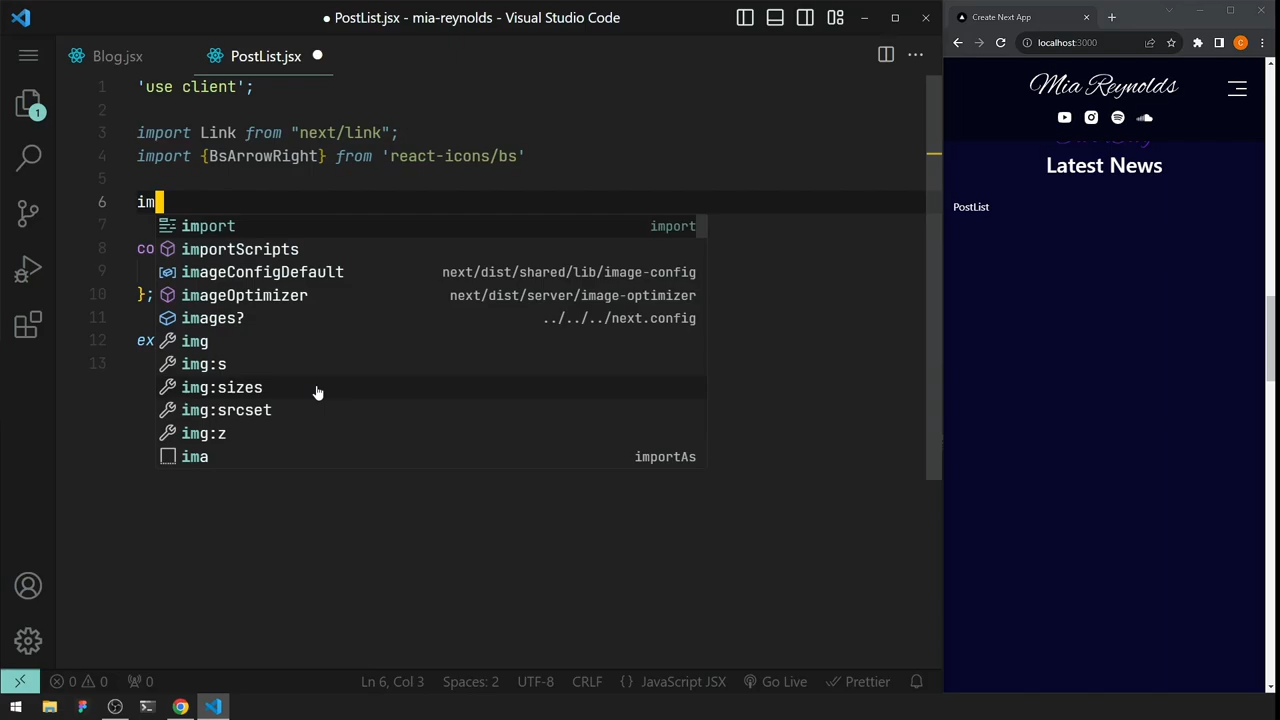 PostList.jsx - mia-reynolds - Visual Studio Code
Blog.jsx
PostList.jsx
1 'use client';
2
3 import Link from "next/link";
4 import {BsArrowRight} from 'react-icons/bs'
5
6 im
7
8 co
9
10 };
11
12 ex
13
import import
importScripts
imageConfigDefault next/dist/shared/lib/image-config
imageOptimizer next/dist/server/image-optimizer
images? ../../../next.config
img
img:s
img:sizes
img:srcset
img:z
ima importAs
1
0 0 0
Ln 6, Col 3
Spaces: 2
UTF-8
CRLF
{} JavaScript JSX
Go Live
Prettier
Create Next App
localhost:3000
C
Mia Reynolds
Latest News
PostList